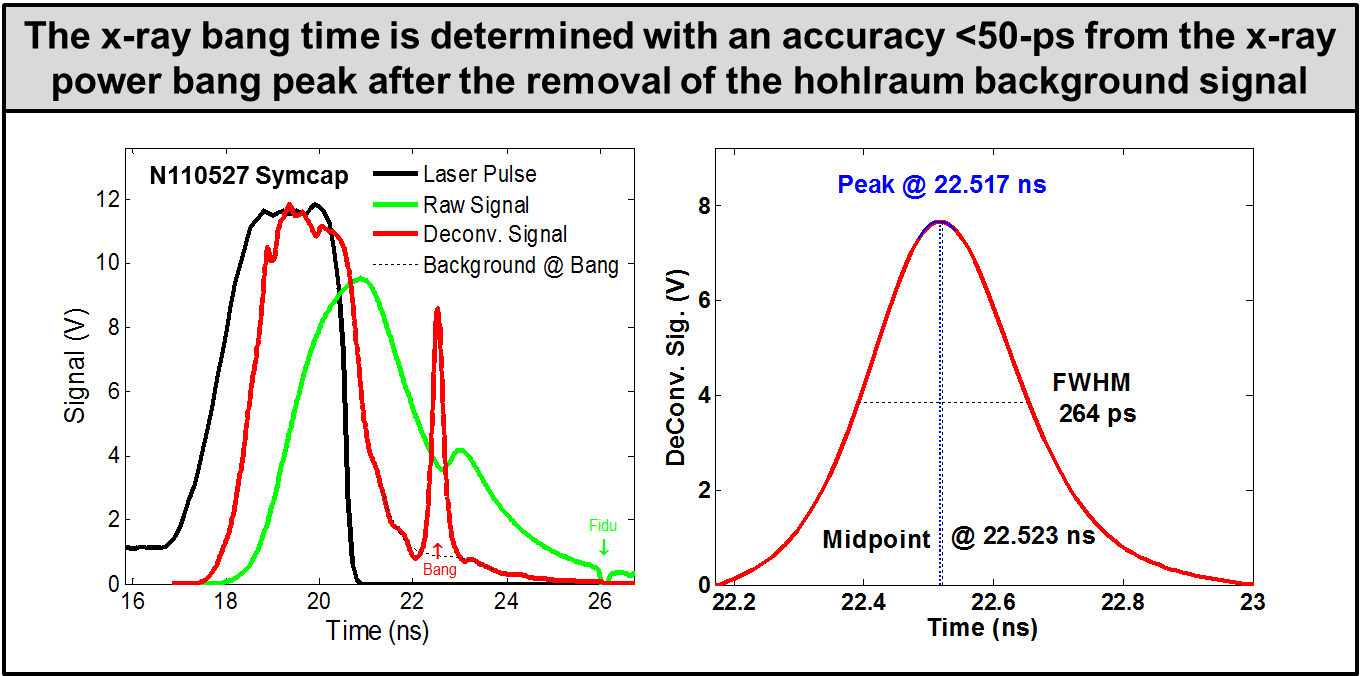 The x-ray bang time is determined with an accuracy <50-ps from the x-ray
power bang peak after the removal of the hohlraum background signal
N110527 Symcap
Laser Pulse
Raw Signal
Deconv. Signal
Background @ Bang
Signal (V)
12
10
8
6
4
2
0
Fidu
↓
↑
Bang
16
18
20
22
24
26
Time (ns)
Peak @ 22.517 ns
DeConv. Sig. (V)
8
6
4
2
0
FWHM
264 ps
Midpoint @ 22.523 ns
22.2
22.4
22.6
22.8
23
Time (ns)